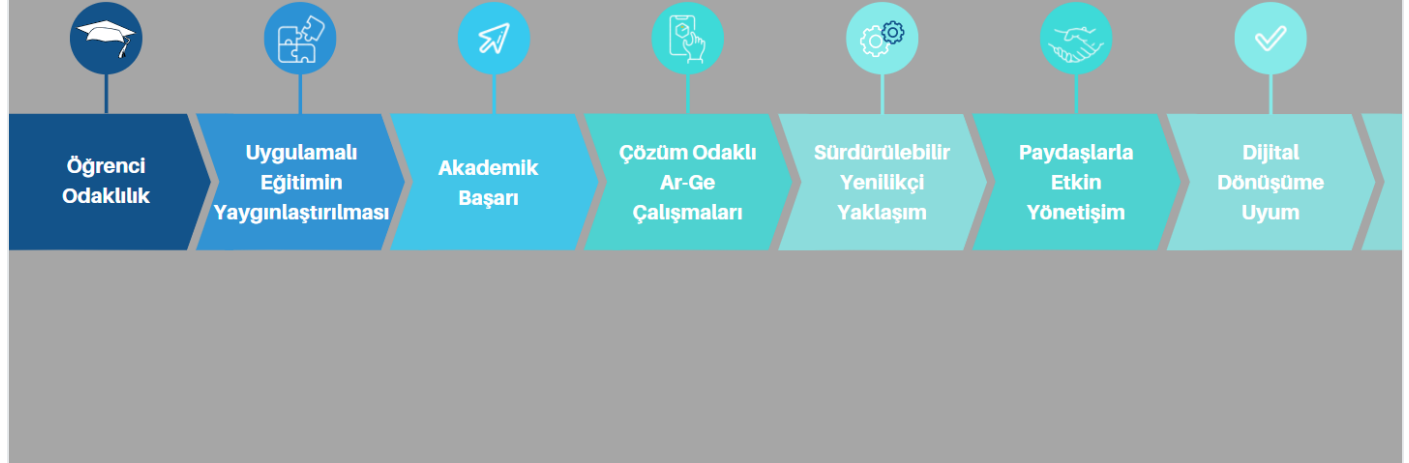 Öğrenci
Odaklılık
Uygulamalı
Eğitimin
Yaygınlaştırılması
Akademik
Başarı
Çözüm Odaklı
Ar-Ge
Çalışmaları
Sürdürülebilir
Yenilikçi
Yaklaşım
Paydaşlarla
Etkin
Yönetişim
Dijital
Dönüşüme
Uyum